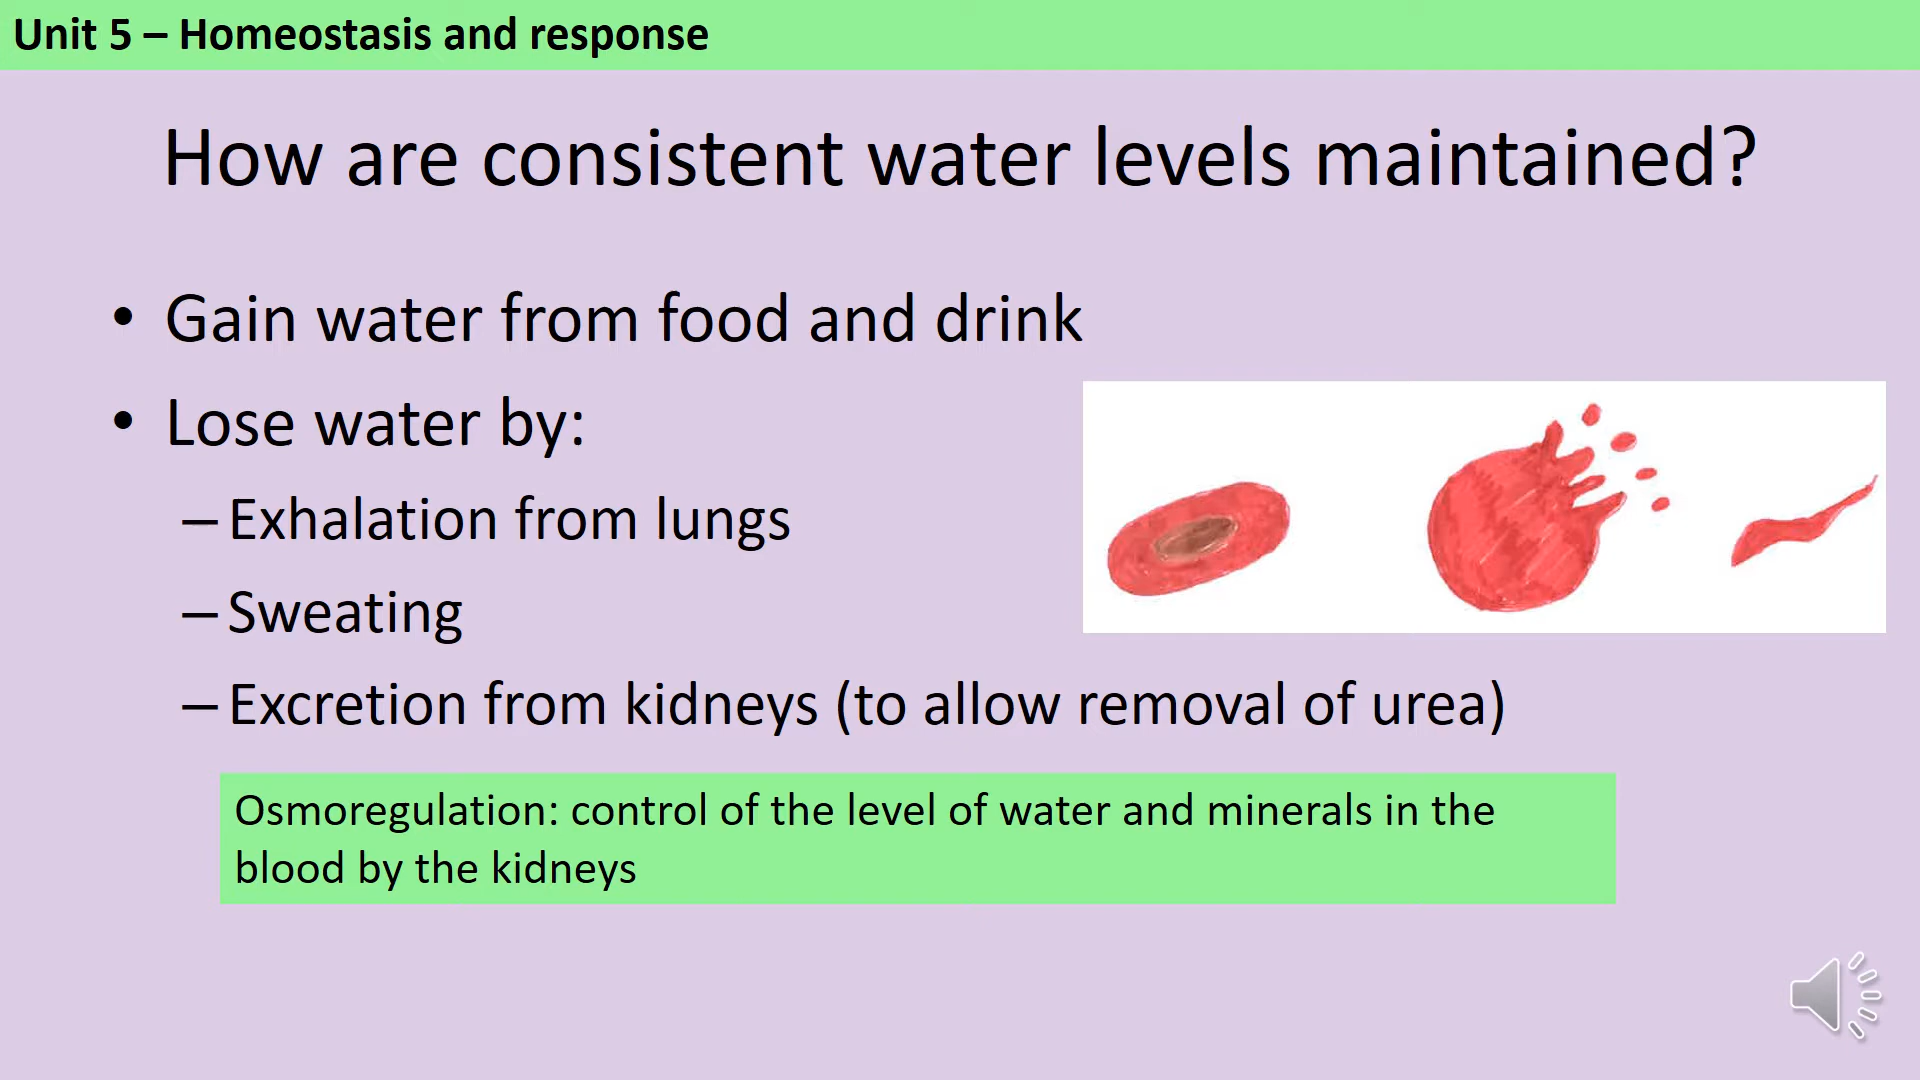 Unit 5 – Homeostasis and response
How are consistent water levels maintained?
• Gain water from food and drink
• Lose water by:
– Exhalation from lungs
– Sweating
– Excretion from kidneys (to allow removal of urea)
Osmoregulation: control of the level of water and minerals in the
blood by the kidneys